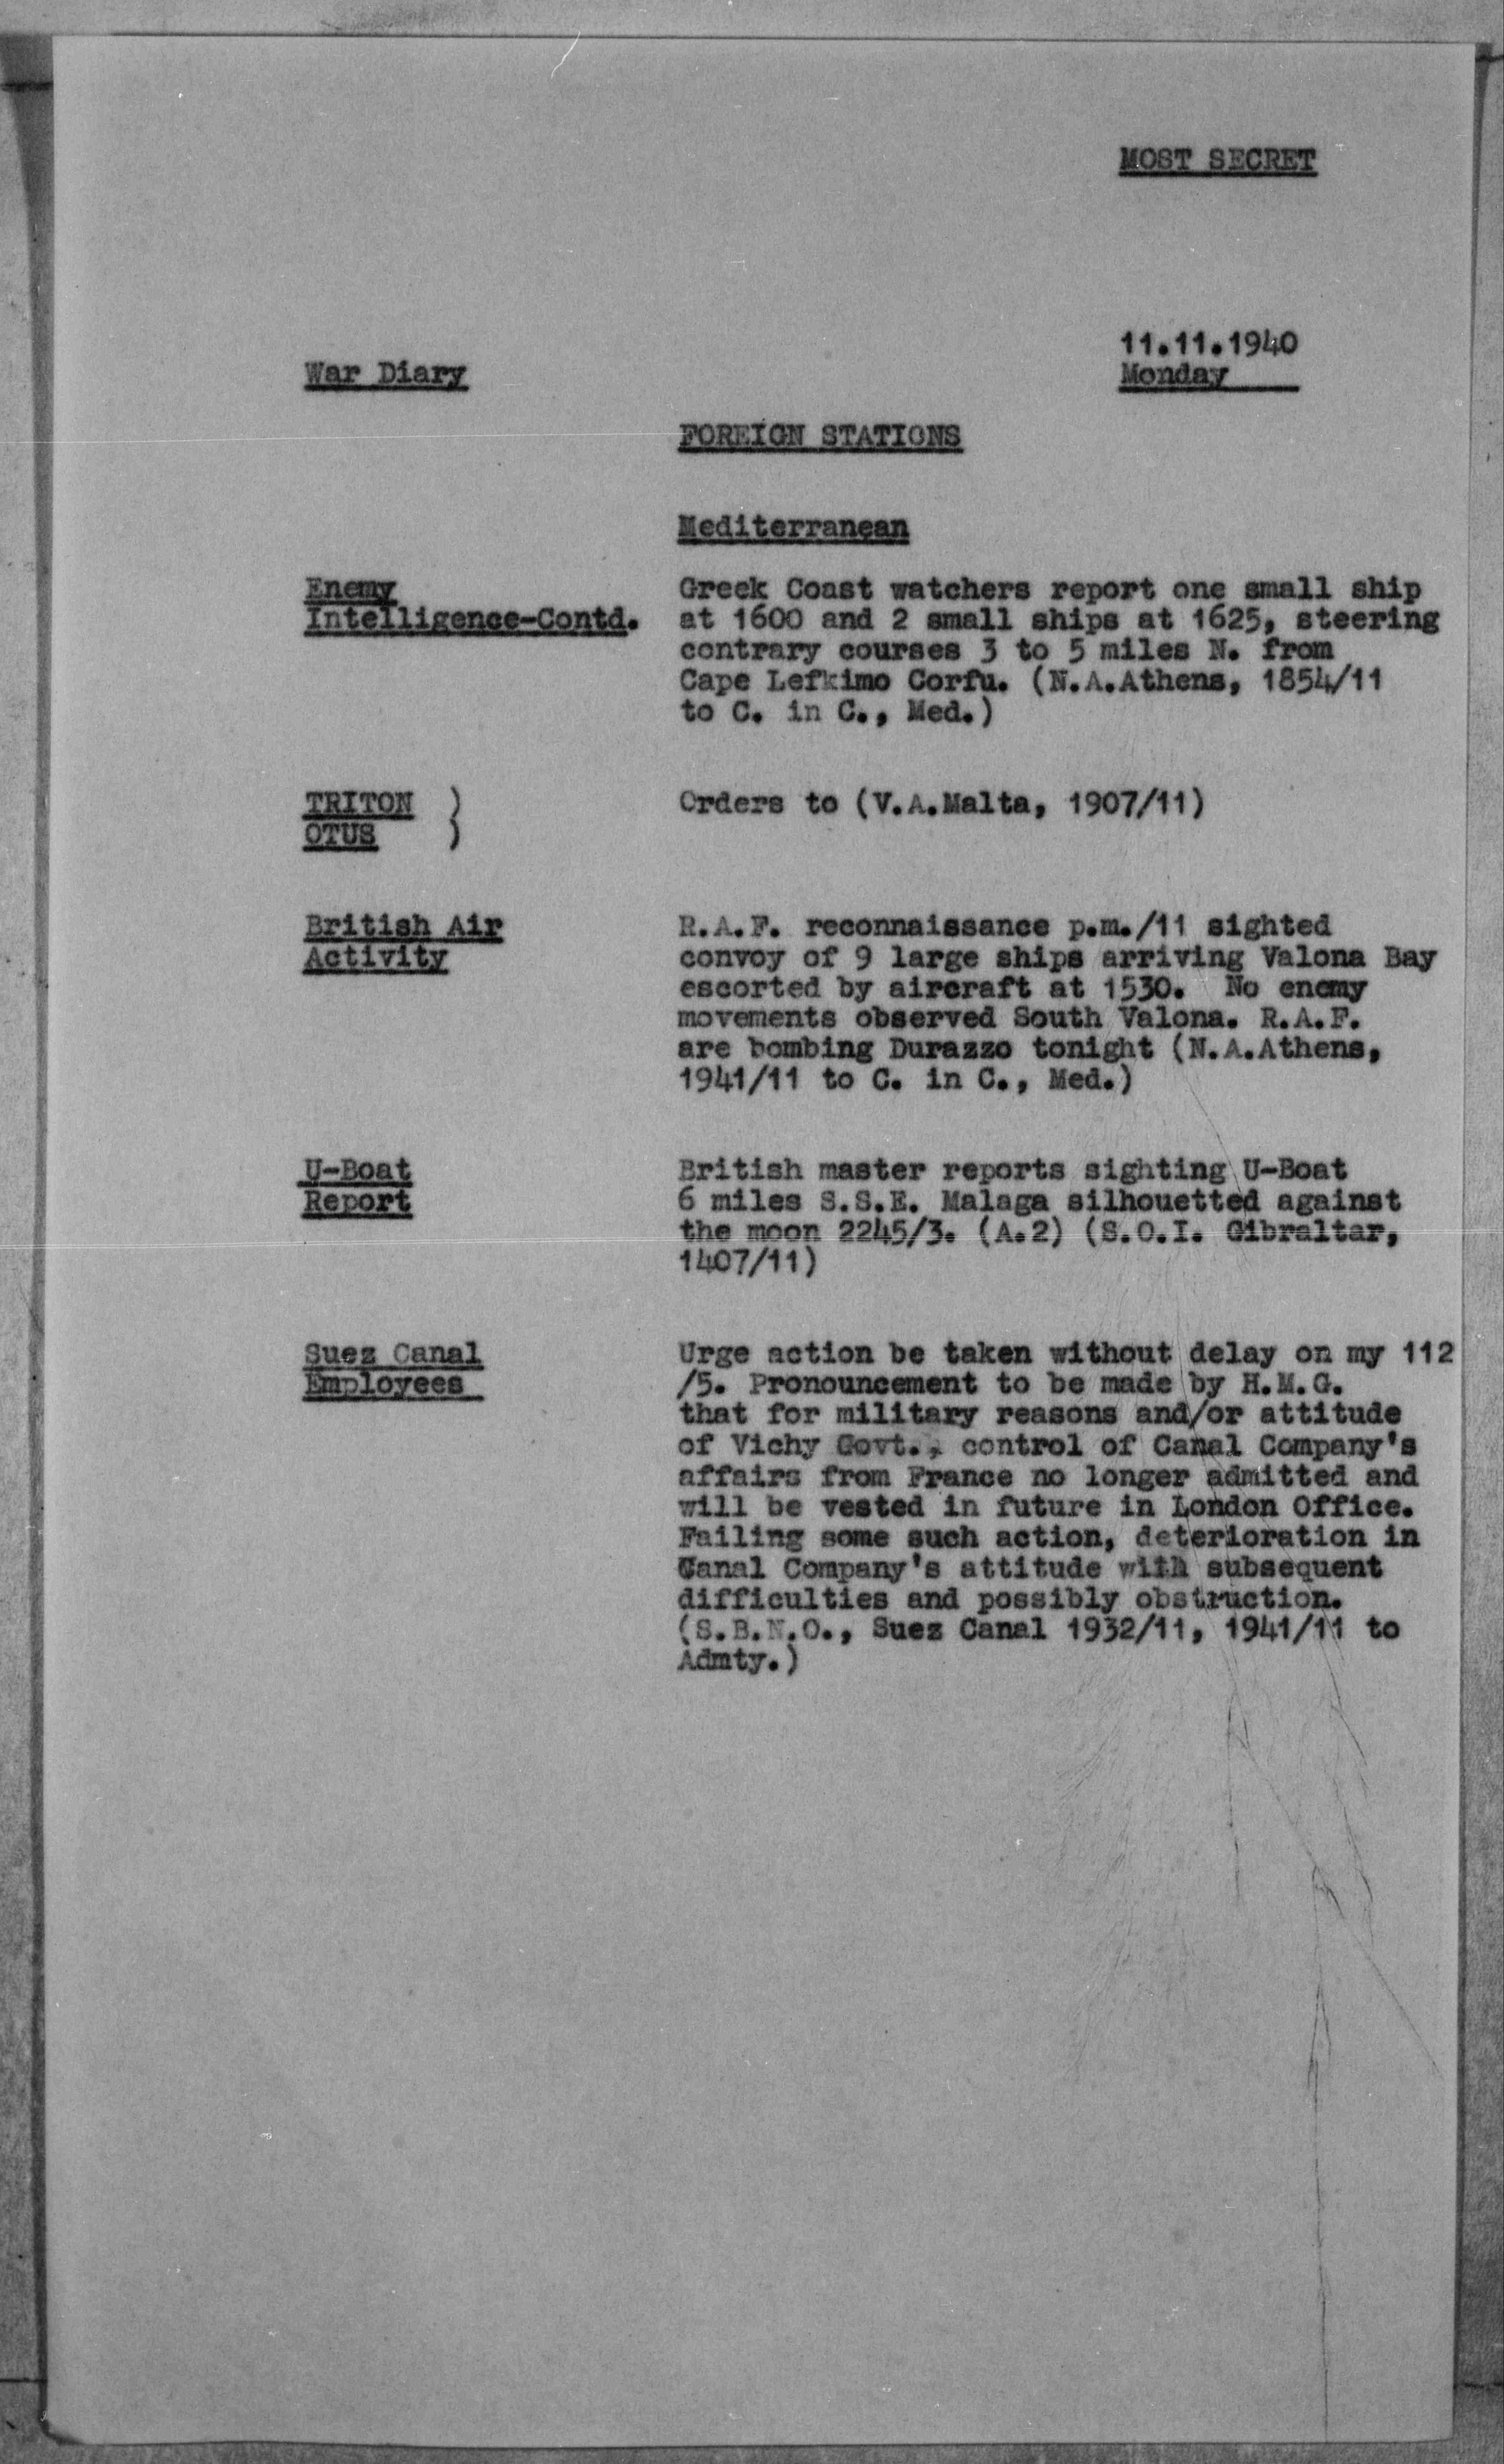 MOST SECRET
11.11.1940
War Diary
Monday
FOREIGN STATIONS
Mediterranean
Enemy
Intelligence-Contd.
Greek Coast watchers report one small ship
at 1600 and 2 small ships at 1625, steering
contrary courses 3 to 5 miles N. from
Cape Lefkimo Corfu. (N.A.Athens, 1854/11
to C. in C., Med.)
TRITON }
OTUS }
Orders to (V.A.Malta, 1907/11)
British Air
Activity
R.A.F. reconnaissance p.m./11 sighted
convoy of 9 large ships arriving Valona Bay
escorted by aircraft at 1530. No enemy
movements observed South Valona. R.A.F.
are bombing Durazzo tonight (N.A.Athens,
1941/11 to C. in C., Med.)
U-Boat
Report
British master reports sighting U-Boat
6 miles S.S.E. Malaga silhouetted against
the moon 2245/3. (A.2) (S.O.I. Gibraltar,
1407/11)
Suez Canal
Employees
Urge action be taken without delay on my 112
/5. Pronouncement to be made by H.M.G.
that for military reasons and/or attitude
of Vichy Govt., control of Canal Company's
affairs from France no longer admitted and
will be vested in future in London Office.
Failing some such action, deterioration in
Canal Company's attitude with subsequent
difficulties and possibly obstruction.
(S.B.N.O., Suez Canal 1932/11, 1941/11 to
Admty.)